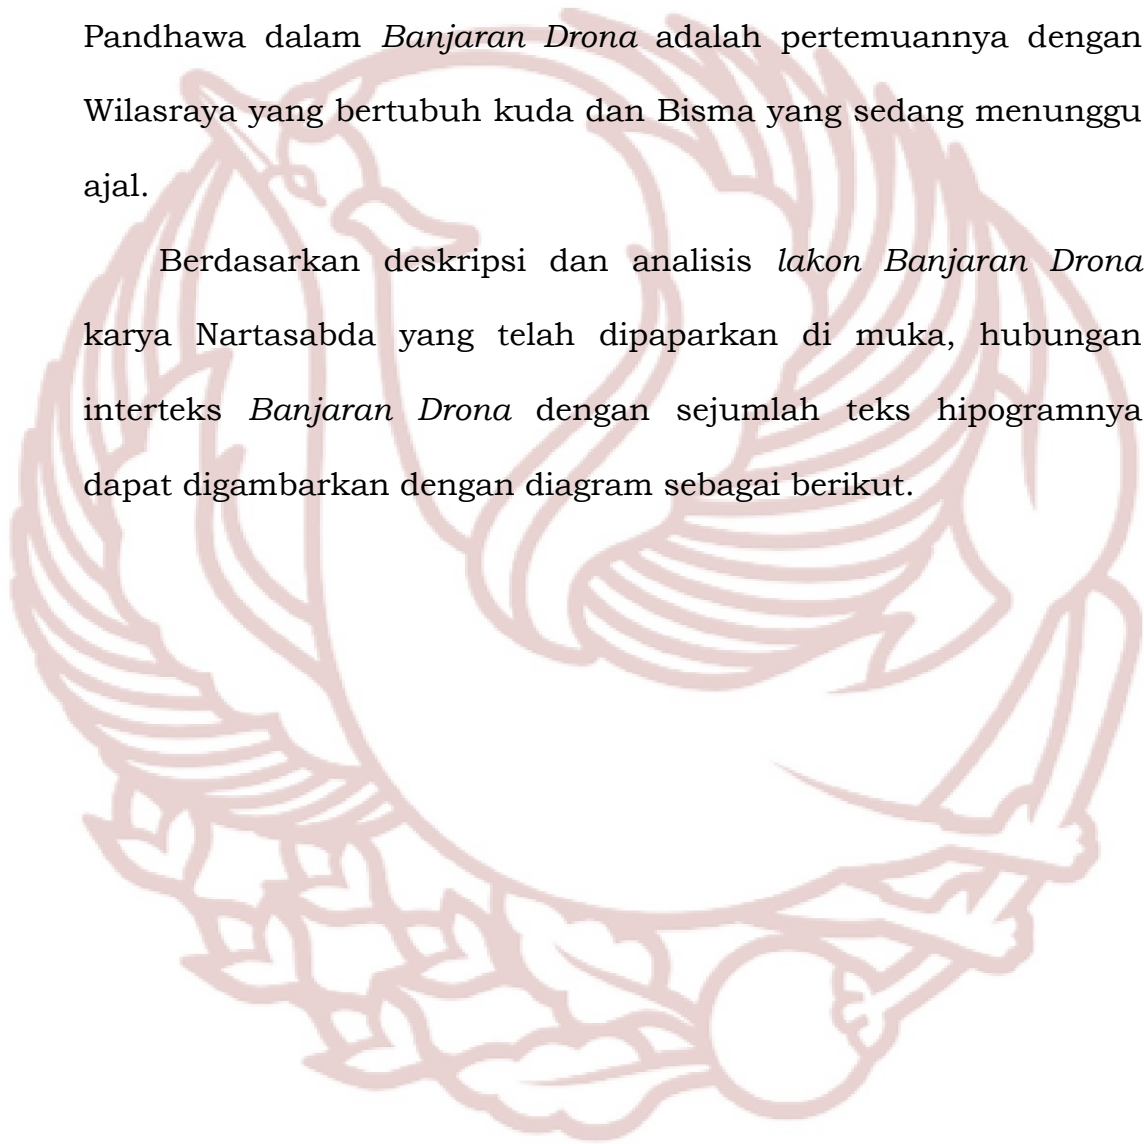 Pandhawa dalam Banjaran Drona adalah pertemuannya dengan
Wilasraya yang bertubuh kuda dan Bisma yang sedang menunggu
ajal.
Berdasarkan deskripsi dan analisis lakon Banjaran Drona
karya Nartasabda yang telah dipaparkan di muka, hubungan
interteks Banjaran Drona dengan sejumlah teks hipogramnya
dapat digambarkan dengan diagram sebagai berikut.